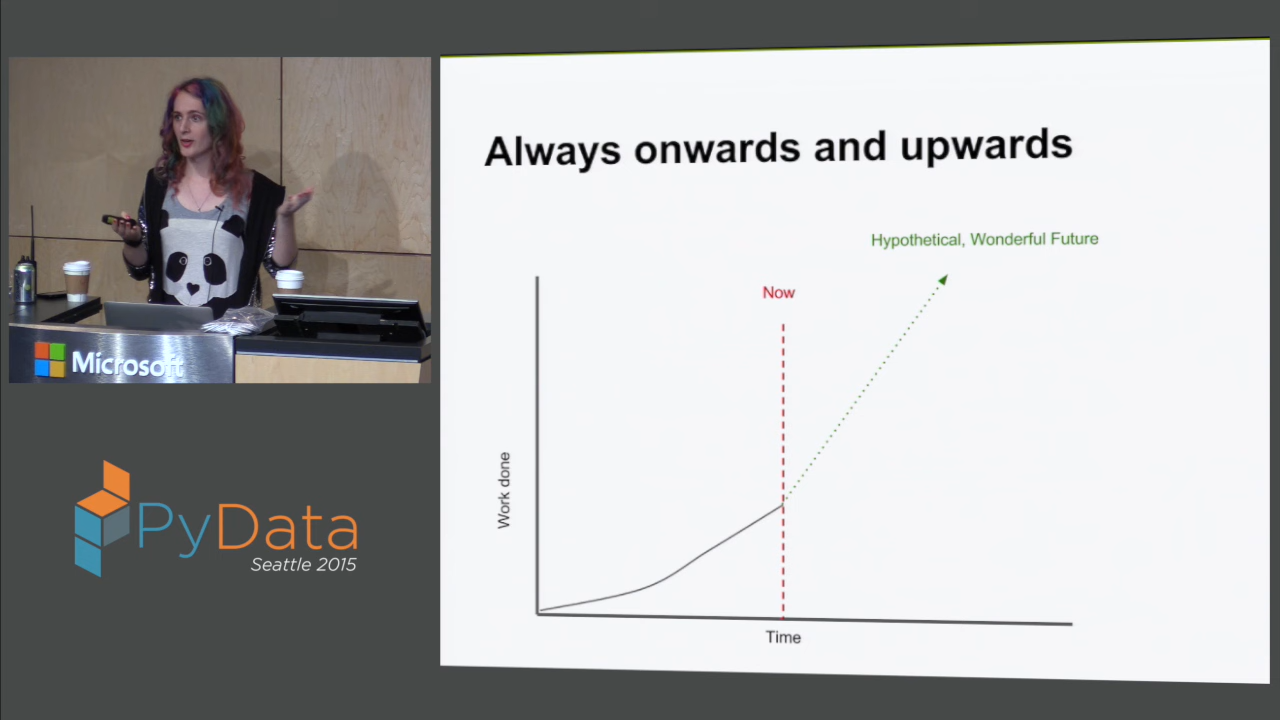 Always onwards and upwards
Hypothetical, Wonderful Future
Now
Work done
Time
Microsoft
PyData
Seattle 2015